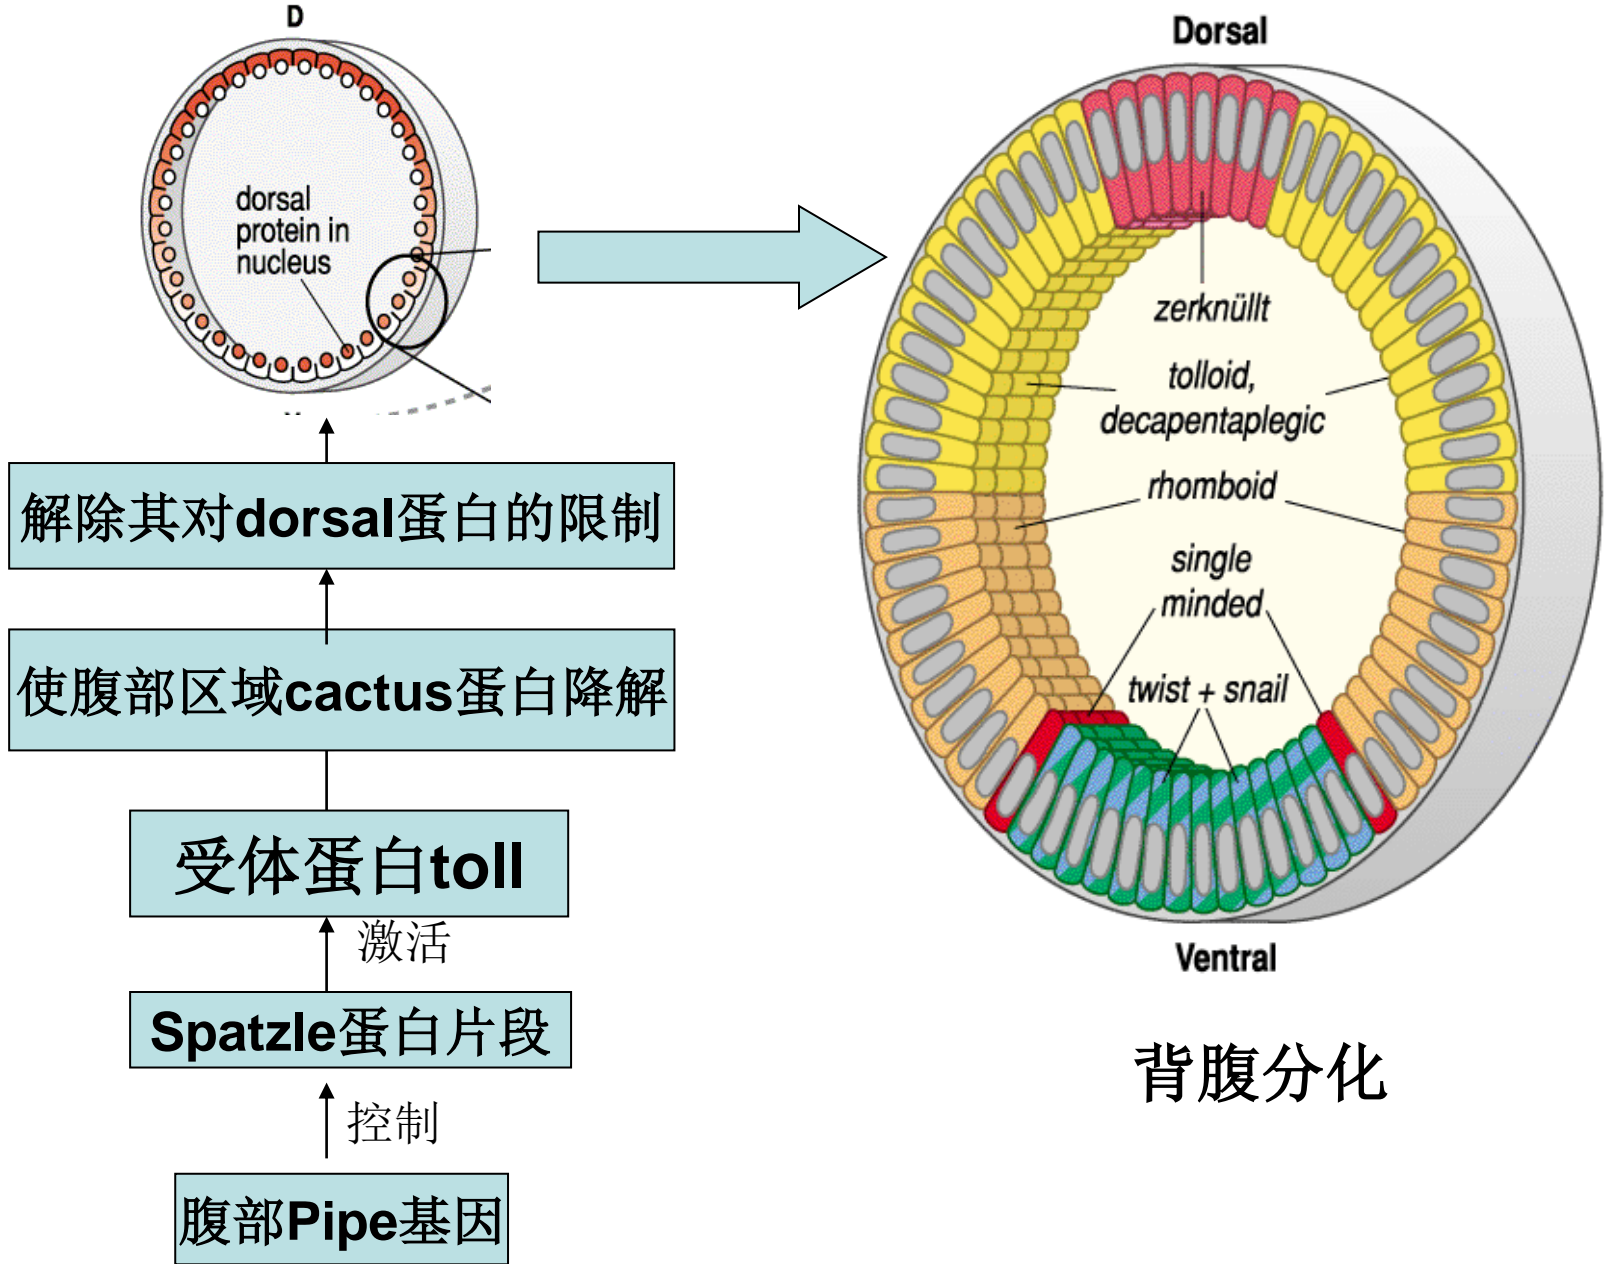 D
dorsal
protein in
nucleus
解除其对dorsal蛋白的限制
使腹部区域cactus蛋白降解
受体蛋白toll
激活
Spatzle蛋白片段
控制
腹部Pipe基因
Dorsal
zerknüllt
tolloid,
decapentaplegic
rhomboid
single
minded
twist + snail
Ventral
背腹分化